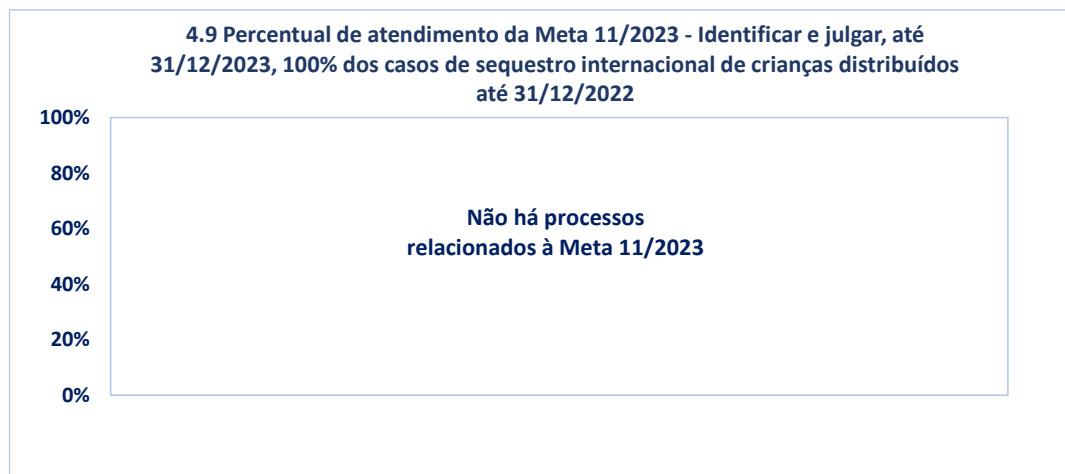 4.9 Percentual de atendimento da Meta 11/2023 - Identificar e julgar, até
31/12/2023, 100% dos casos de sequestro internacional de crianças distribuídos
até 31/12/2022
100%
80%
60%
40%
20%
0%
Não há processos
relacionados à Meta 11/2023